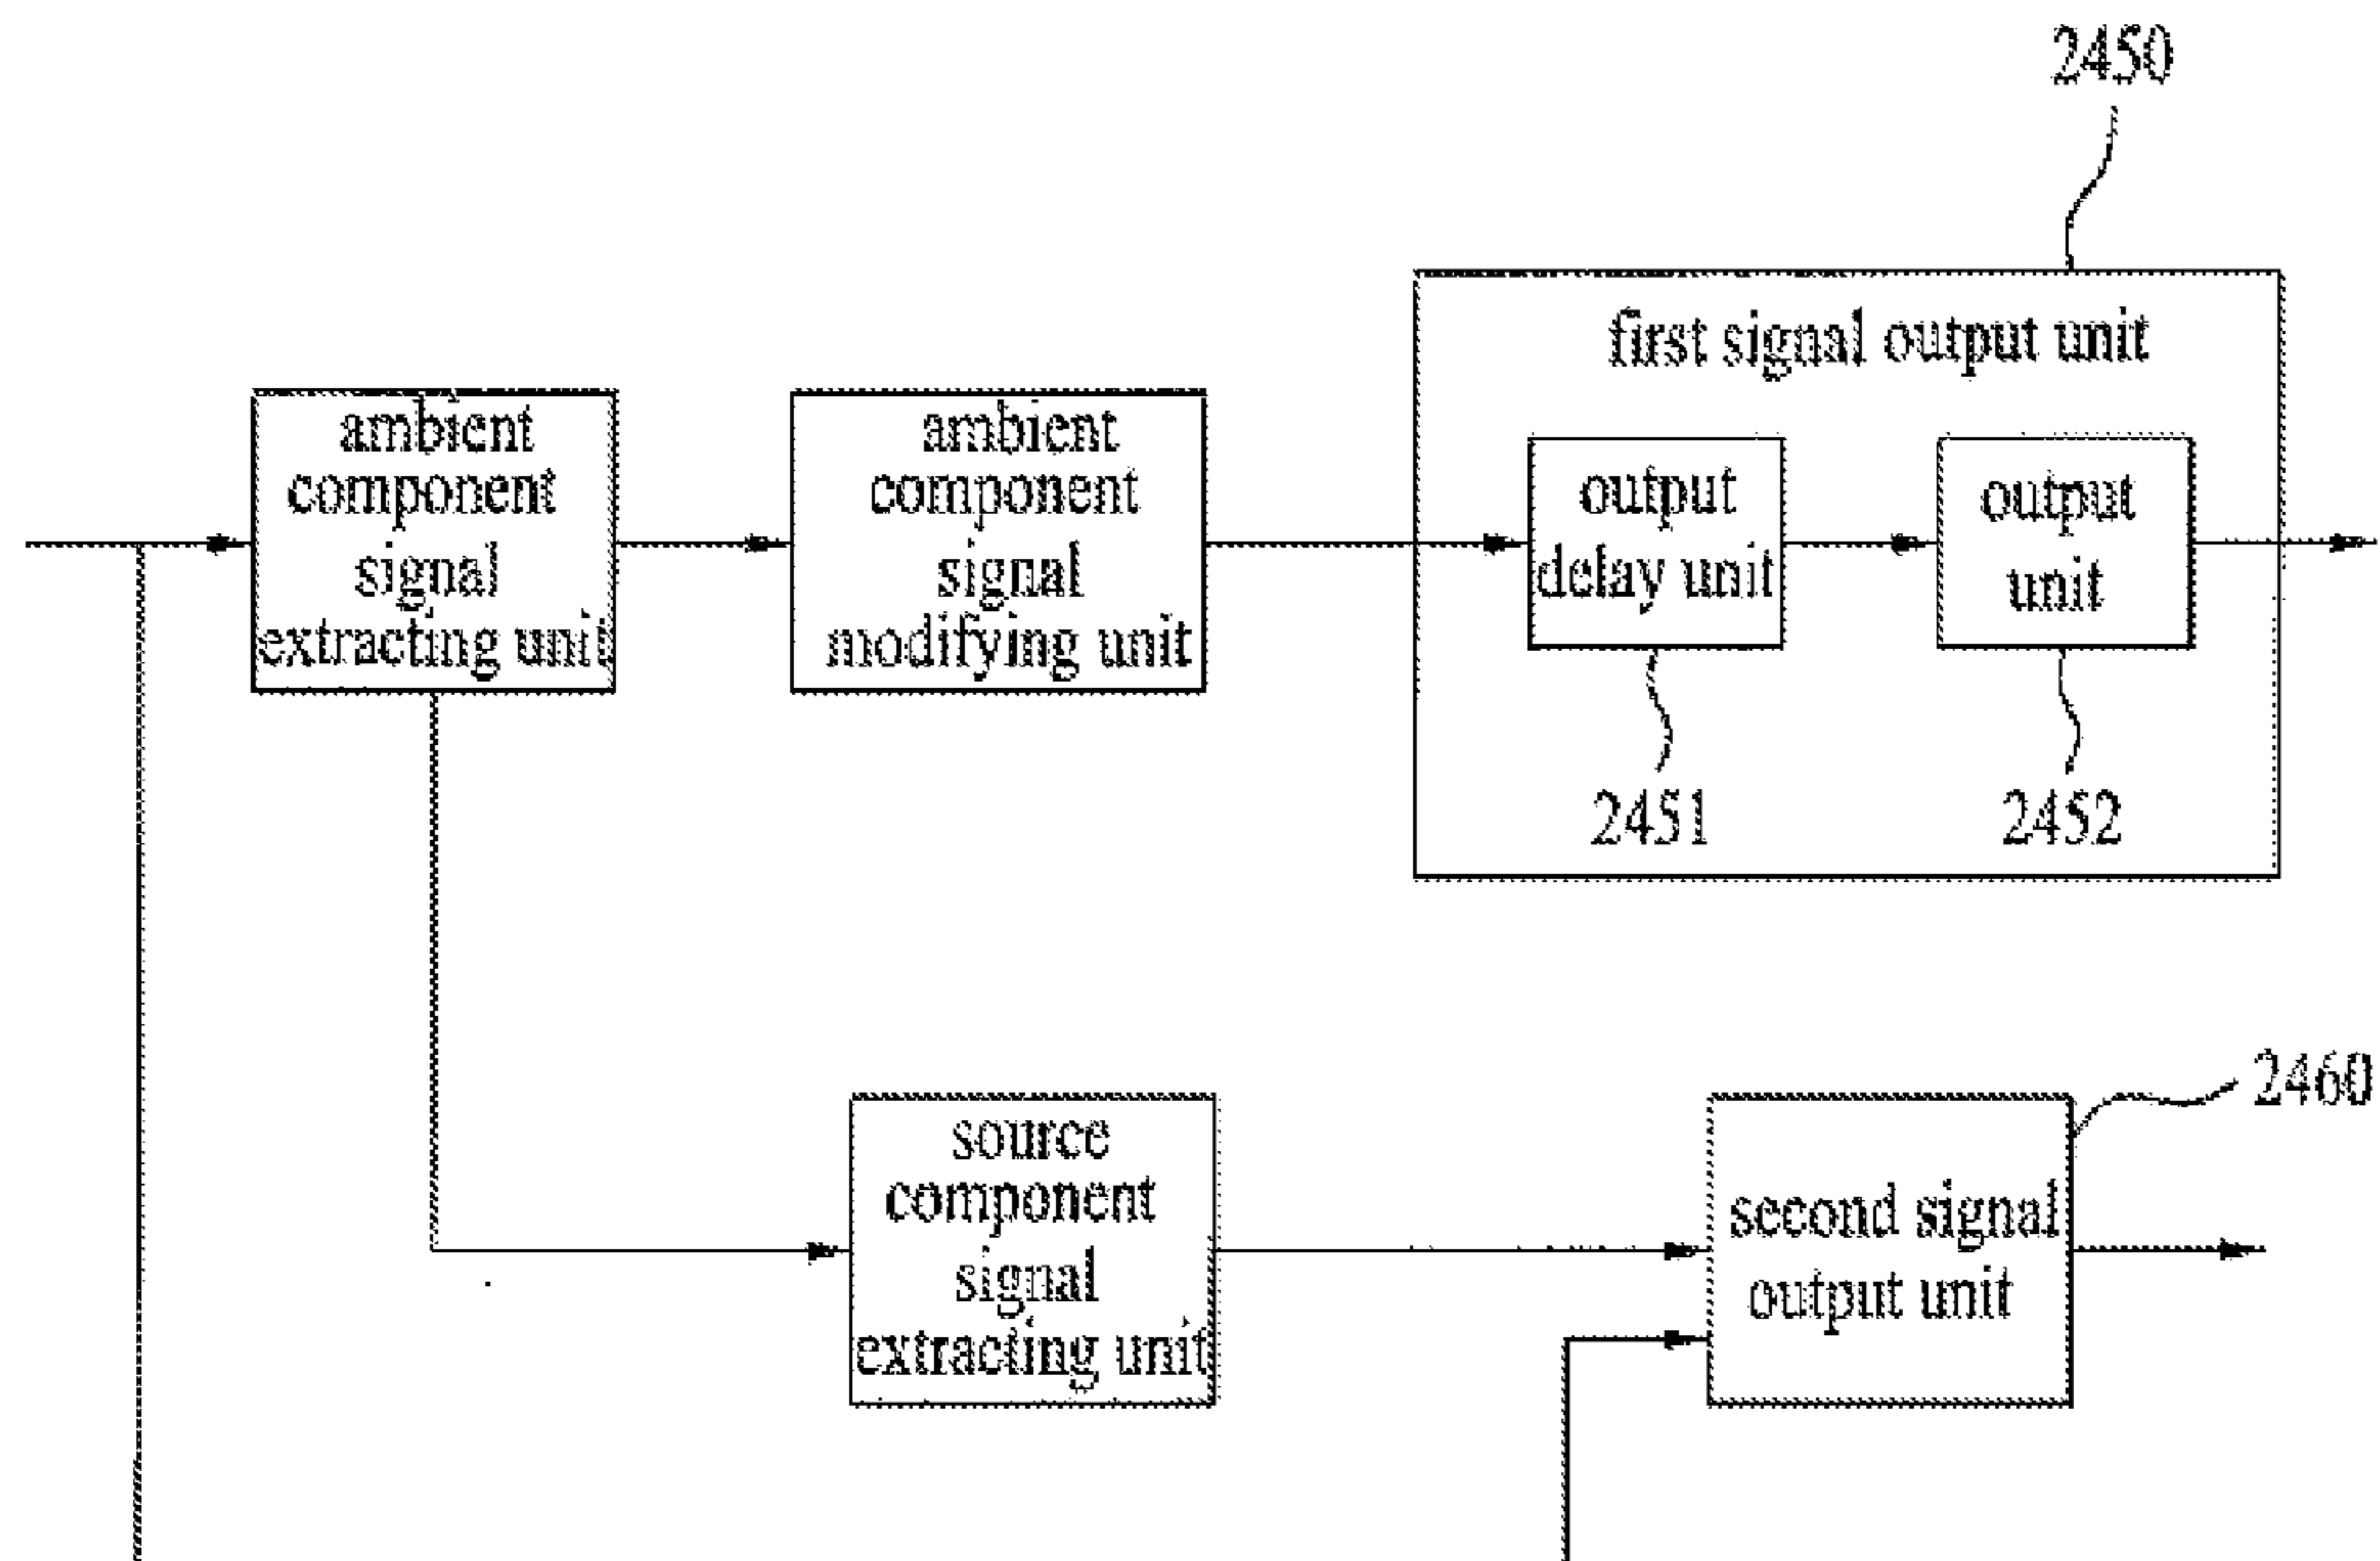 2450
first signal output unit
ambient
component
signal
extracting unit
ambient
component
signal
modifying unit
output
delay unit
output
unit
2451
2452
source
component
signal
extracting unit
second signal
output unit
2460